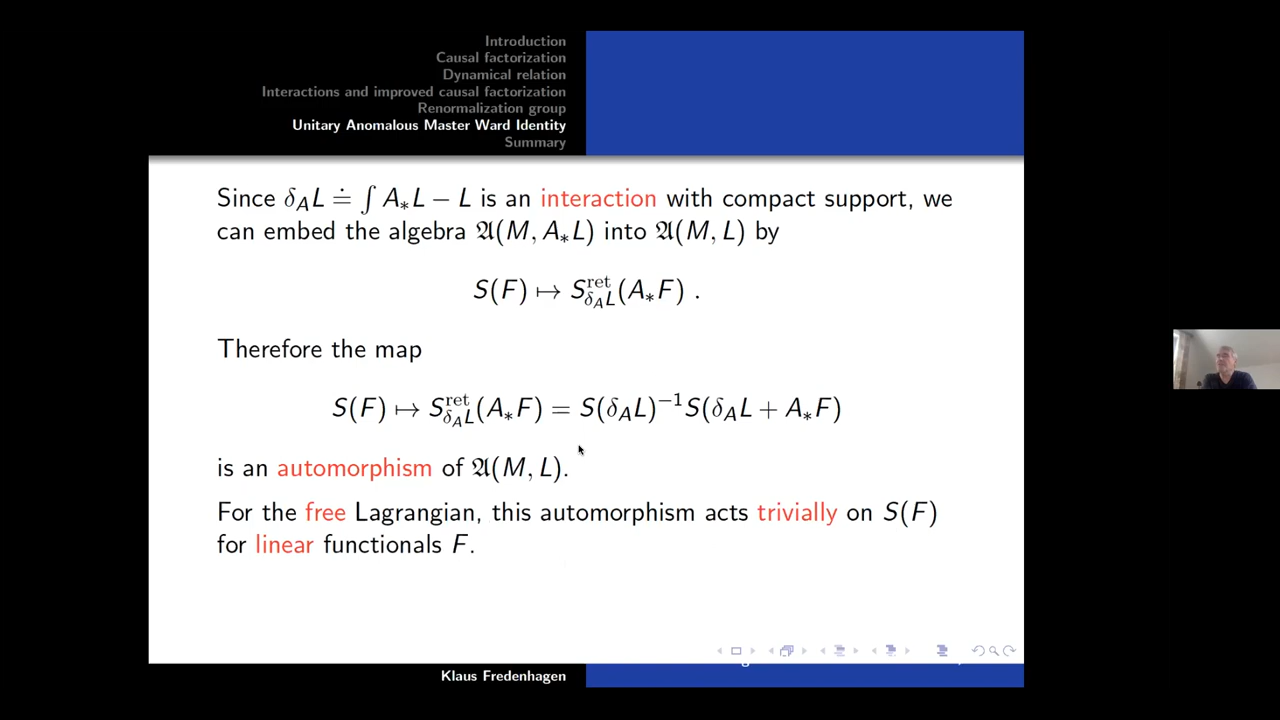 Introduction
Causal factorization
Dynamical relation
Interactions and improved causal factorization
Renormalization group
Unitary Anomalous Master Ward Identity
Summary
Since δ_A L ≐ ∫ A_*L − L is an interaction with compact support, we
can embed the algebra 𝔄(M, A_*L) into 𝔄(M, L) by
S(F) ↦ S^ret_{δ_A L}(A_*F) .
Therefore the map
S(F) ↦ S^ret_{δ_A L}(A_*F) = S(δ_A L)^{−1}S(δ_A L + A_*F)
is an automorphism of 𝔄(M, L).
For the free Lagrangian, this automorphism acts trivially on S(F)
for linear functionals F.
Klaus Fredenhagen